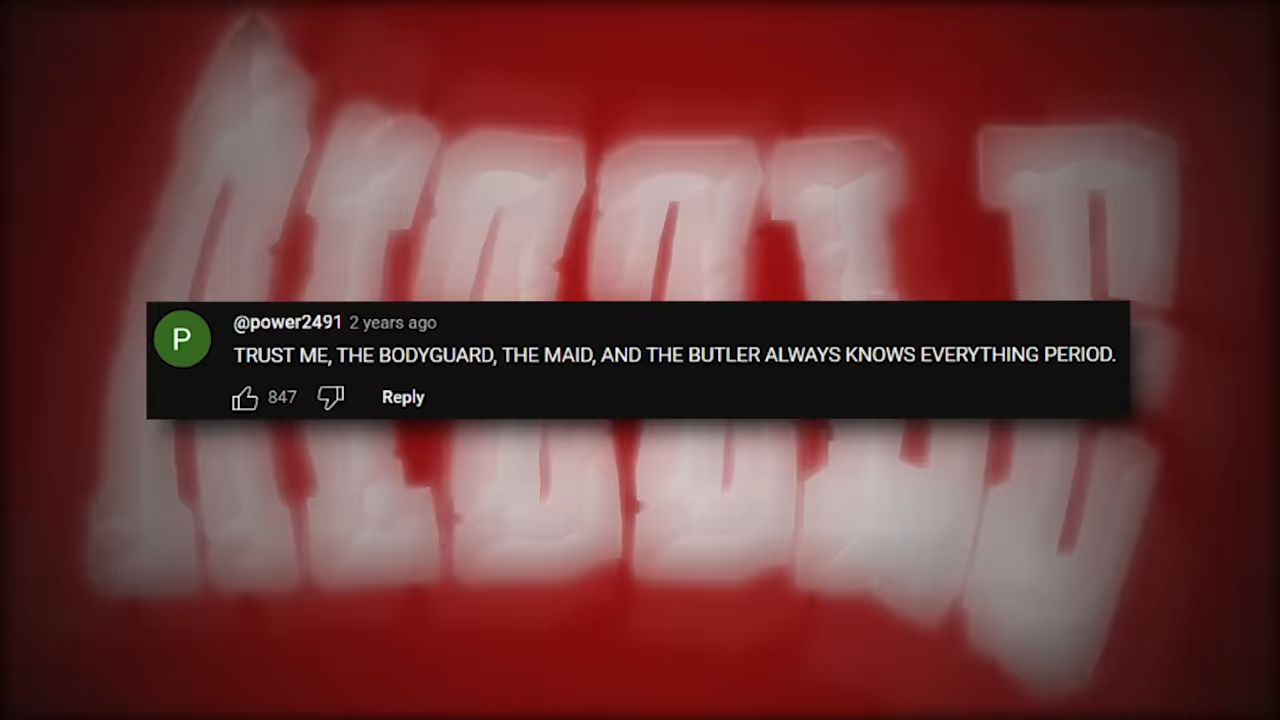 @power2491 2 years ago
TRUST ME, THE BODYGUARD, THE MAID, AND THE BUTLER ALWAYS KNOWS EVERYTHING PERIOD.
847 Reply
P